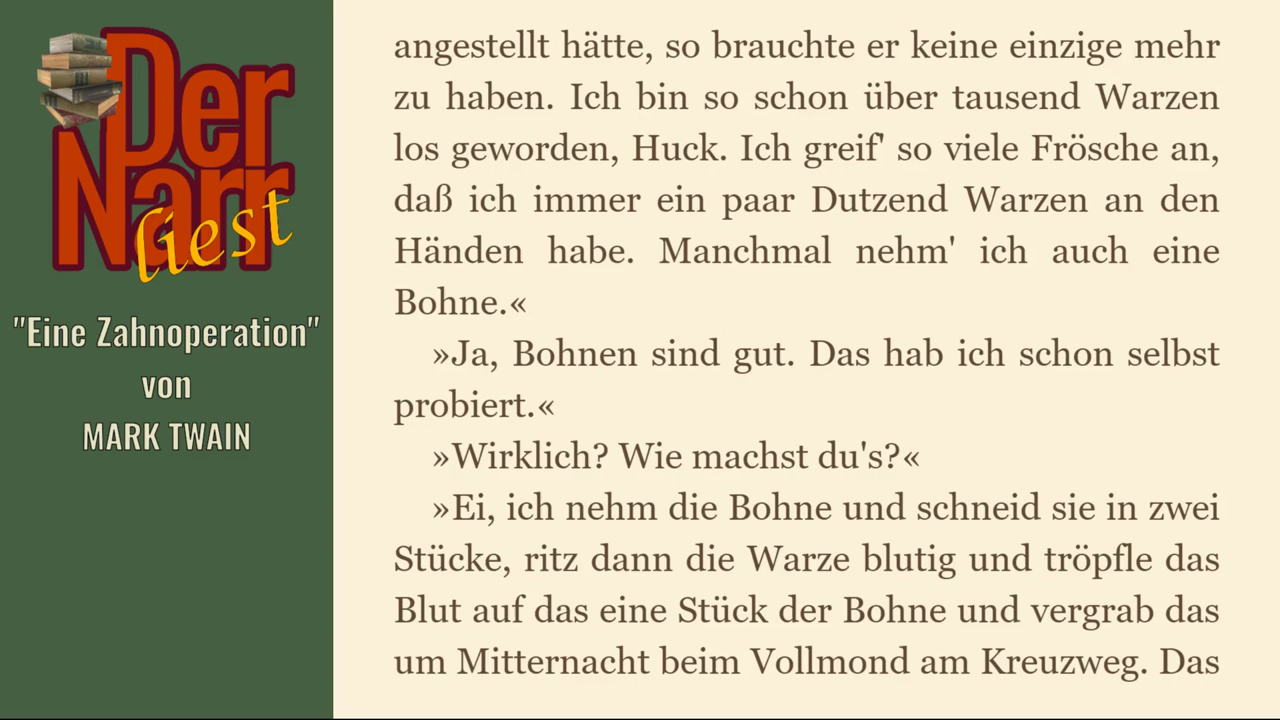 Der
Narr
liest
"Eine Zahnoperation"
von
MARK TWAIN
angestellt hätte, so brauchte er keine einzige mehr
zu haben. Ich bin so schon über tausend Warzen
los geworden, Huck. Ich greif' so viele Frösche an,
daß ich immer ein paar Dutzend Warzen an den
Händen habe. Manchmal nehm' ich auch eine
Bohne.«
»Ja, Bohnen sind gut. Das hab ich schon selbst
probiert.«
»Wirklich? Wie machst du's?«
»Ei, ich nehm die Bohne und schneid sie in zwei
Stücke, ritz dann die Warze blutig und tröpfle das
Blut auf das eine Stück der Bohne und vergrab das
um Mitternacht beim Vollmond am Kreuzweg. Das